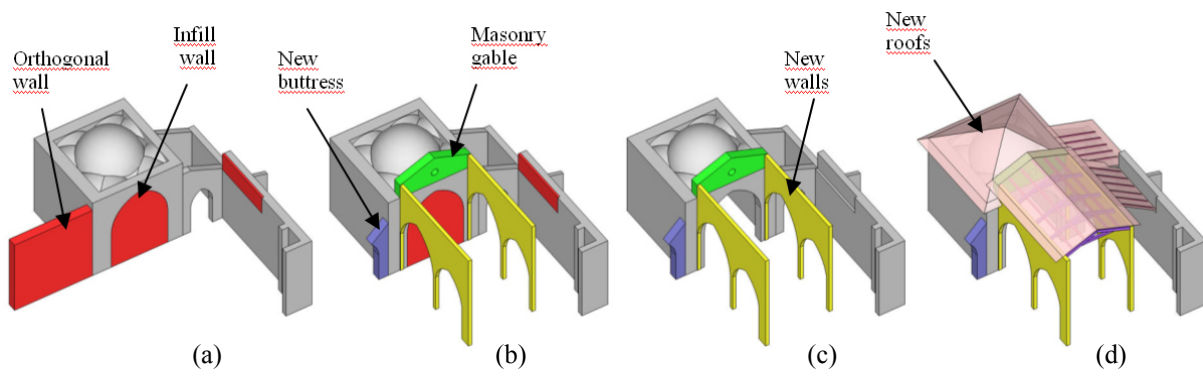 Orthogonal
wall
Infill
wall
New
buttress
Masonry
gable
New
walls
New
roofs
(a)
(b)
(c)
(d)